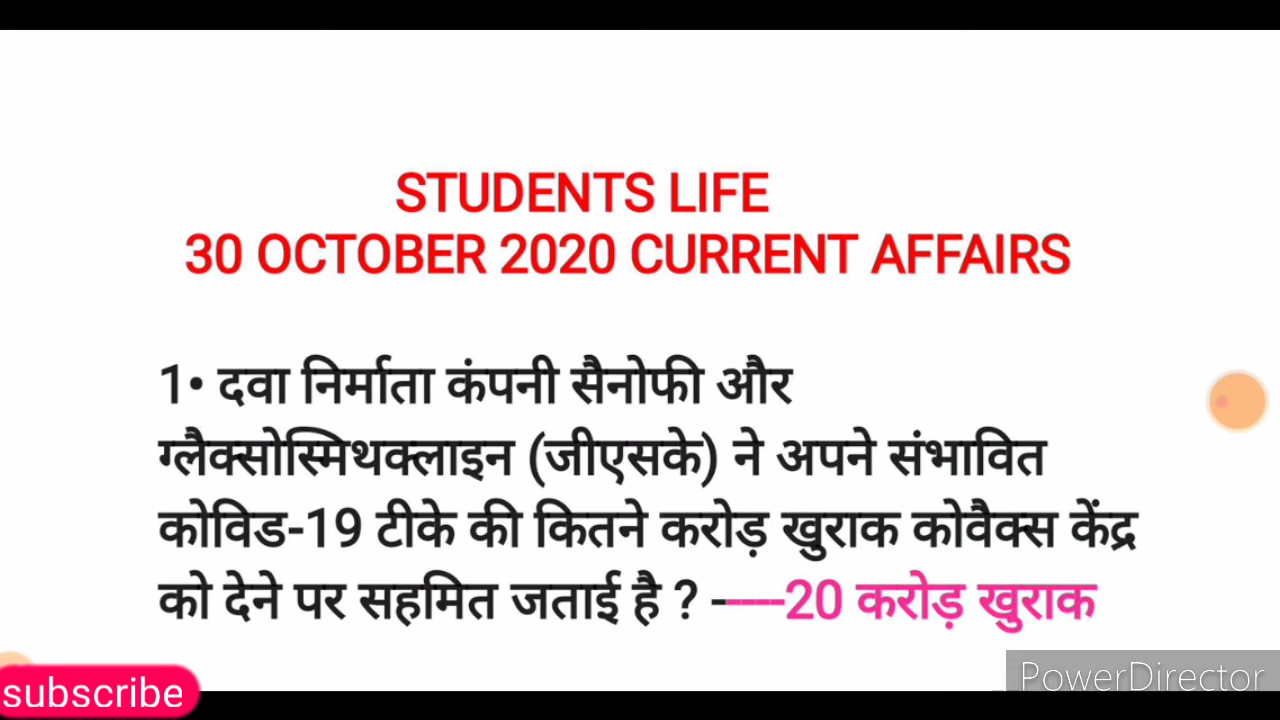 STUDENTS LIFE
30 OCTOBER 2020 CURRENT AFFAIRS
1• दवा निर्माता कंपनी सैनोफी और
ग्लैक्सोस्मिथक्लाइन (जीएसके) ने अपने संभावित
कोविड-19 टीके की कितने करोड़ खुराक कोवैक्स केंद्र
को देने पर सहमित जताई है ? -----20 करोड़ खुराक
subscribe
PowerDirector